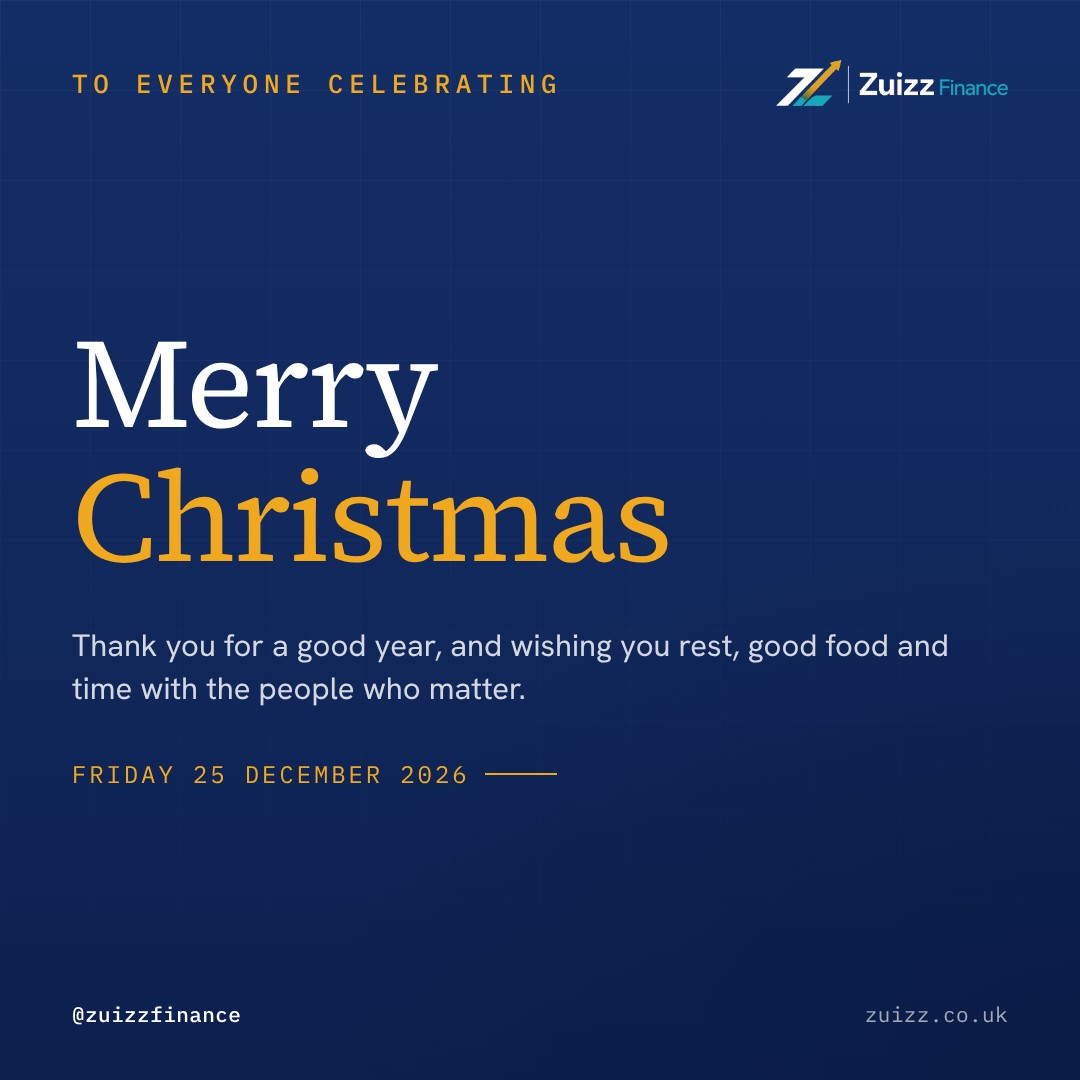 TO EVERYONE CELEBRATING
Zuizz Finance
Merry
Christmas
Thank you for a good year, and wishing you rest, good food and
time with the people who matter.
FRIDAY 25 DECEMBER 2026
@zuizzfinance
zuizz.co.uk